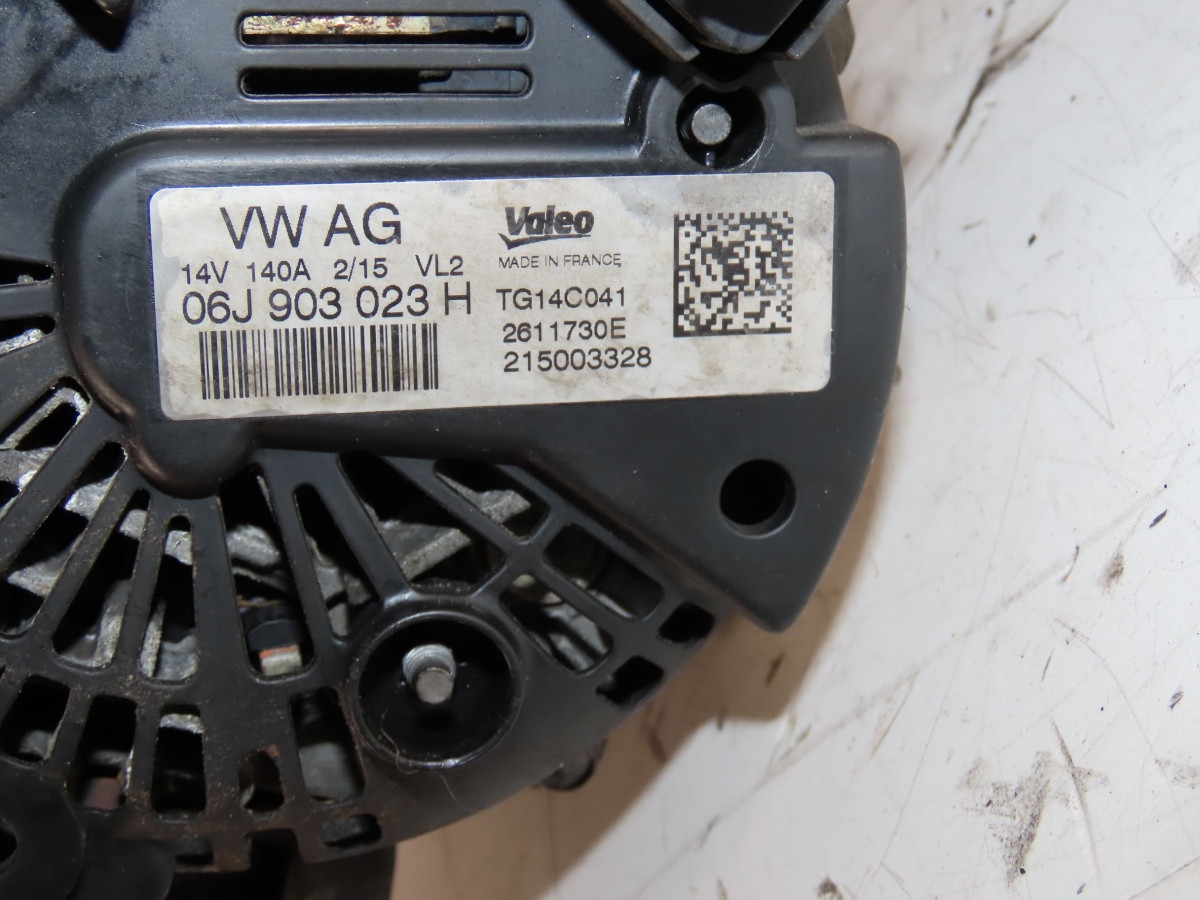 VW AG
14V 140A 2/15 VL2
06J 903 023 H
Valeo
MADE IN FRANCE
TG14C041
2611730E
215003328